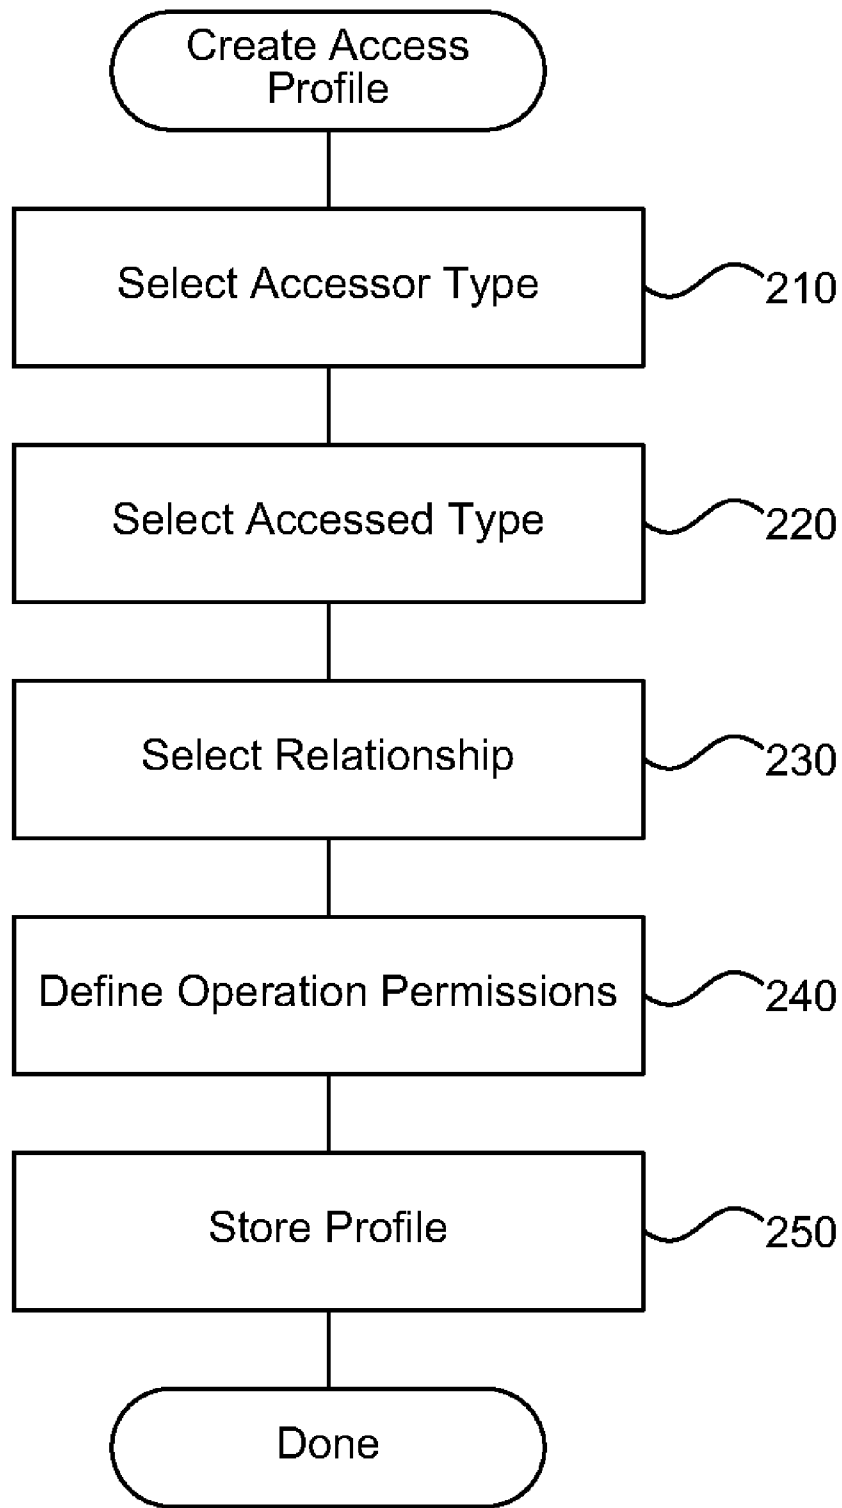 Create Access
Profile
Select Accessor Type
210
Select Accessed Type
220
Select Relationship
230
Define Operation Permissions
240
Store Profile
250
Done